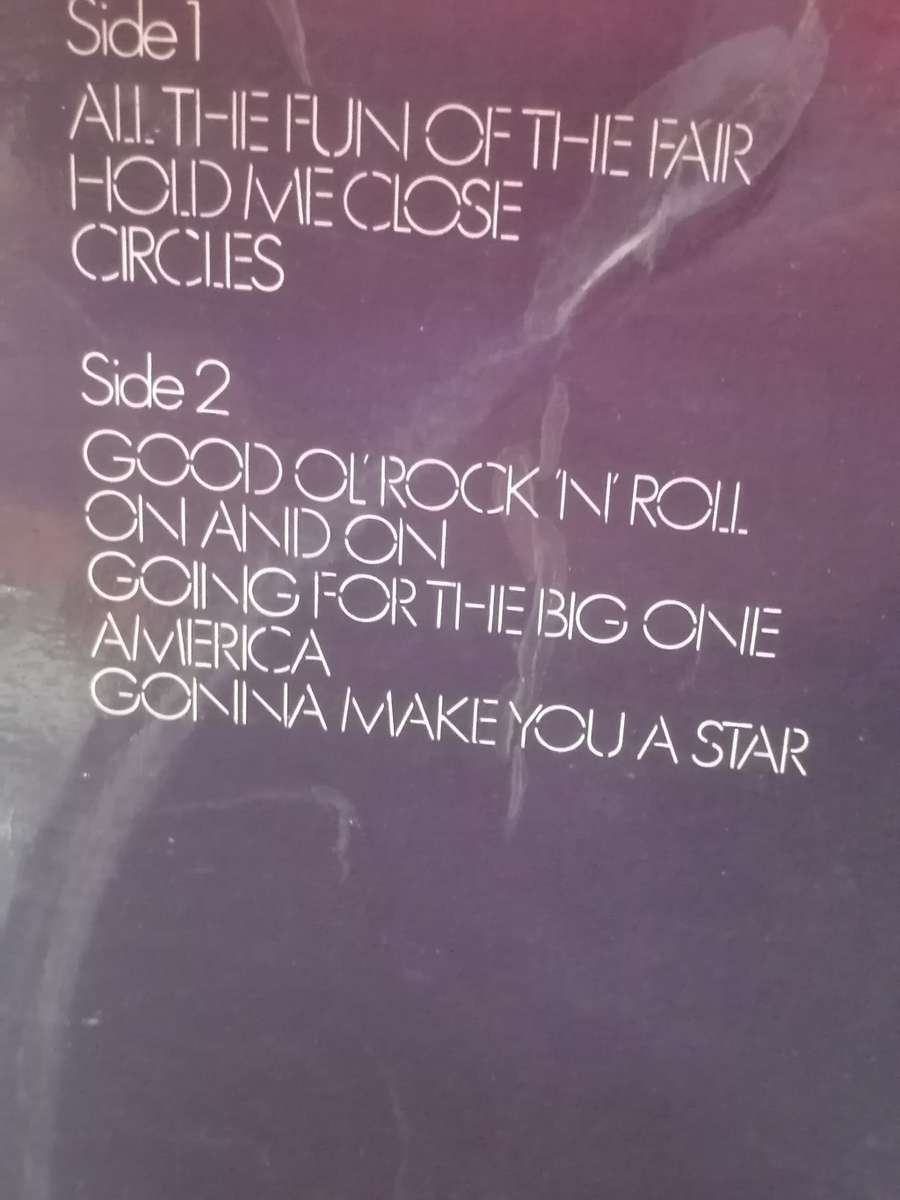 Side 1
ALL THE FUN OF THE FAIR
HOLD ME CLOSE
CIRCLES
Side 2
GOOD OL' ROCK 'N' ROLL
ON AND ON
GOING FOR THE BIG ONE
AMERICA
GONNA MAKE YOU A STAR